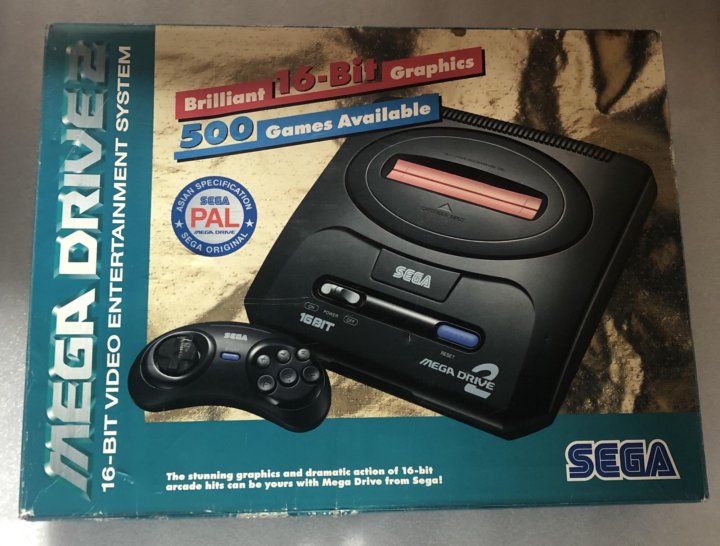 MEGA DRIVE 2
16-BIT VIDEO ENTERTAINMENT SYSTEM
Brilliant 16-Bit Graphics
500 Games Available
ASIAN SPECIFICATION
SEGA
PAL
MEGA DRIVE
SEGA ORIGINAL
SEGA
ON POWER OFF
16BIT
RESET
MEGA DRIVE 2
SEGA
The stunning graphics and dramatic action of 16-bit
arcade hits can be yours with Mega Drive from Sega!
SEGA